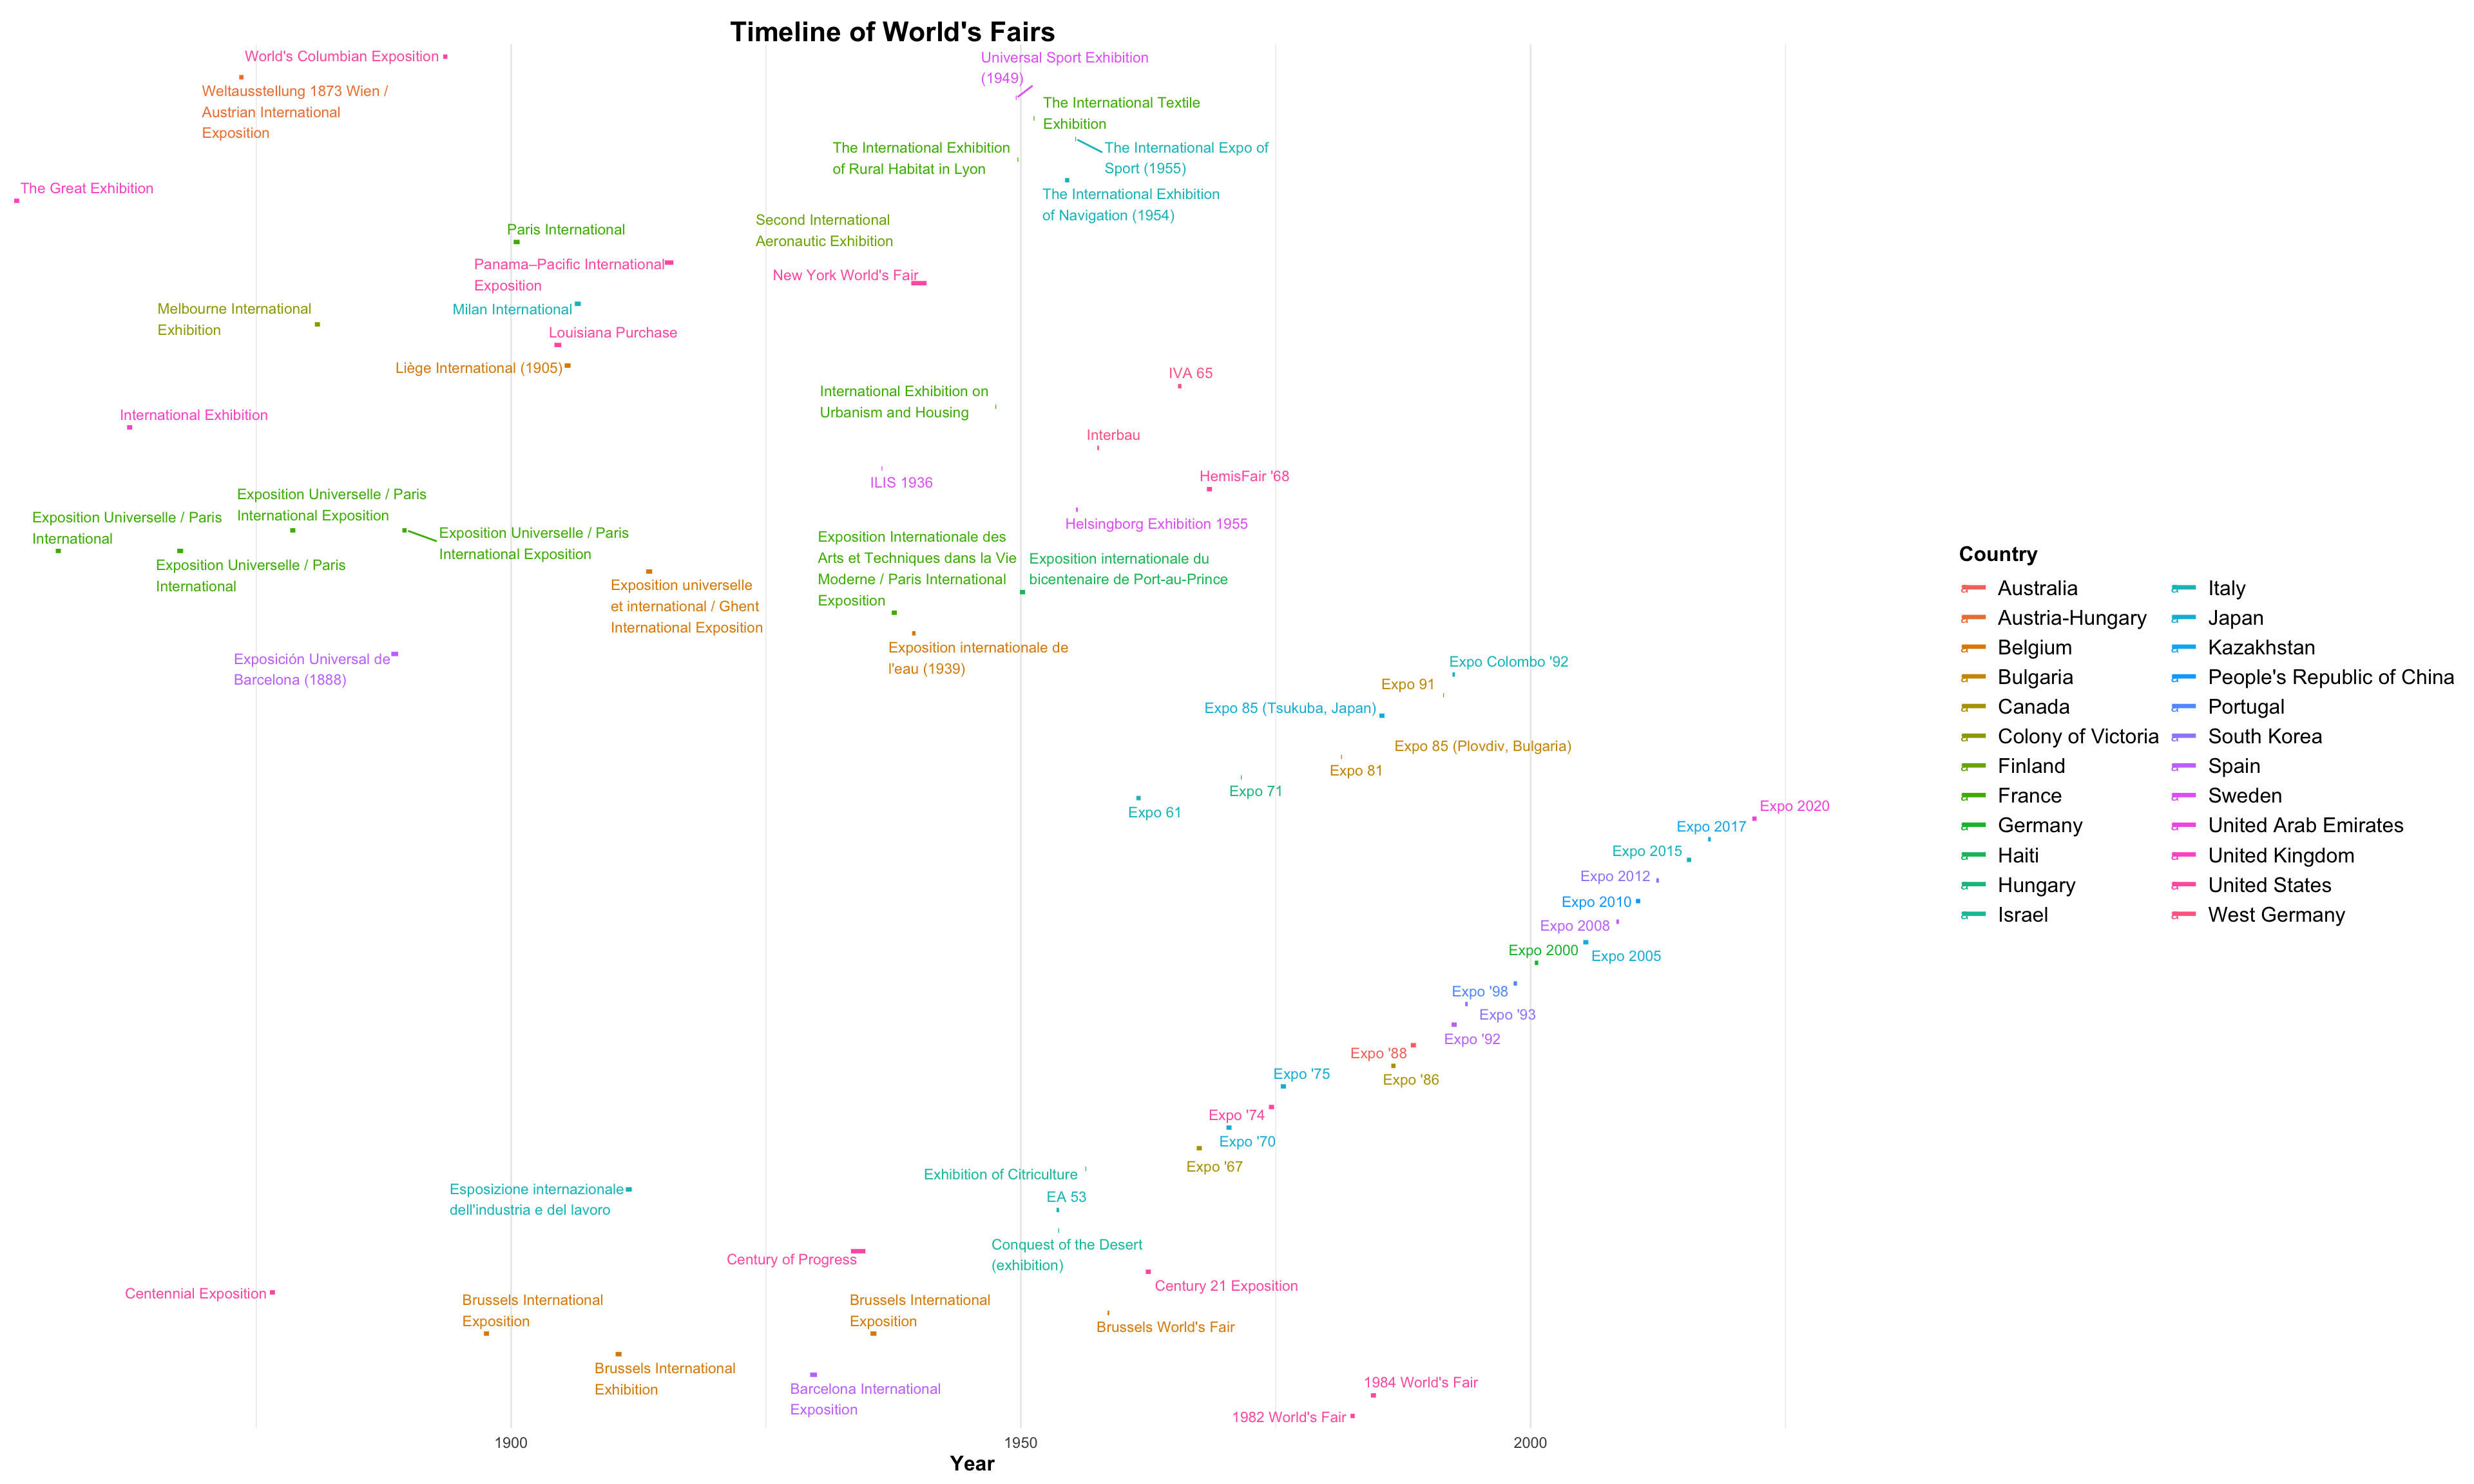 Timeline of World's Fairs
World's Columbian Exposition
Universal Sport Exhibition
(1949)
Weltausstellung 1873 Wien /
Austrian International
Exposition
The International Textile
Exhibition
The International Exhibition
of Rural Habitat in Lyon
The International Expo of
Sport (1955)
The Great Exhibition
The International Exhibition
of Navigation (1954)
Paris International
Second International
Aeronautic Exhibition
Panama–Pacific International
Exposition
New York World's Fair
Melbourne International
Exhibition
Milan International
Louisiana Purchase
Liège International (1905)
IVA 65
International Exhibition on
Urbanism and Housing
International Exhibition
Interbau
ILIS 1936
HemisFair '68
Exposition Universelle / Paris
International Exposition
Exposition Universelle / Paris
International
Exposition Universelle / Paris
International Exposition
Helsingborg Exhibition 1955
Exposition Universelle / Paris
International
Exposition Internationale des
Arts et Techniques dans la Vie
Moderne / Paris International
Exposition
Exposition internationale du
bicentenaire de Port-au-Prince
Exposition universelle
et international / Ghent
International Exposition
Exposition internationale de
l'eau (1939)
Exposición Universal de
Barcelona (1888)
Expo Colombo '92
Expo 91
Expo 85 (Tsukuba, Japan)
Expo 85 (Plovdiv, Bulgaria)
Expo 81
Expo 71
Expo 61
Expo 2020
Expo 2017
Expo 2015
Expo 2012
Expo 2010
Expo 2008
Expo 2005
Expo 2000
Expo '98
Expo '93
Expo '92
Expo '88
Expo '86
Expo '75
Expo '74
Expo '70
Expo '67
Exhibition of Citriculture
Esposizione internazionale
dell'industria e del lavoro
EA 53
Conquest of the Desert
(exhibition)
Century of Progress
Century 21 Exposition
Centennial Exposition
Brussels International
Exposition
Brussels International
Exposition
Brussels World's Fair
Brussels International
Exhibition
Barcelona International
Exposition
1984 World's Fair
1982 World's Fair
1900
1950
2000
Year
Country
a Australia
a Austria-Hungary
a Belgium
a Bulgaria
a Canada
a Colony of Victoria
a Finland
a France
a Germany
a Haiti
a Hungary
a Israel
a Italy
a Japan
a Kazakhstan
a People's Republic of China
a Portugal
a South Korea
a Spain
a Sweden
a United Arab Emirates
a United Kingdom
a United States
a West Germany